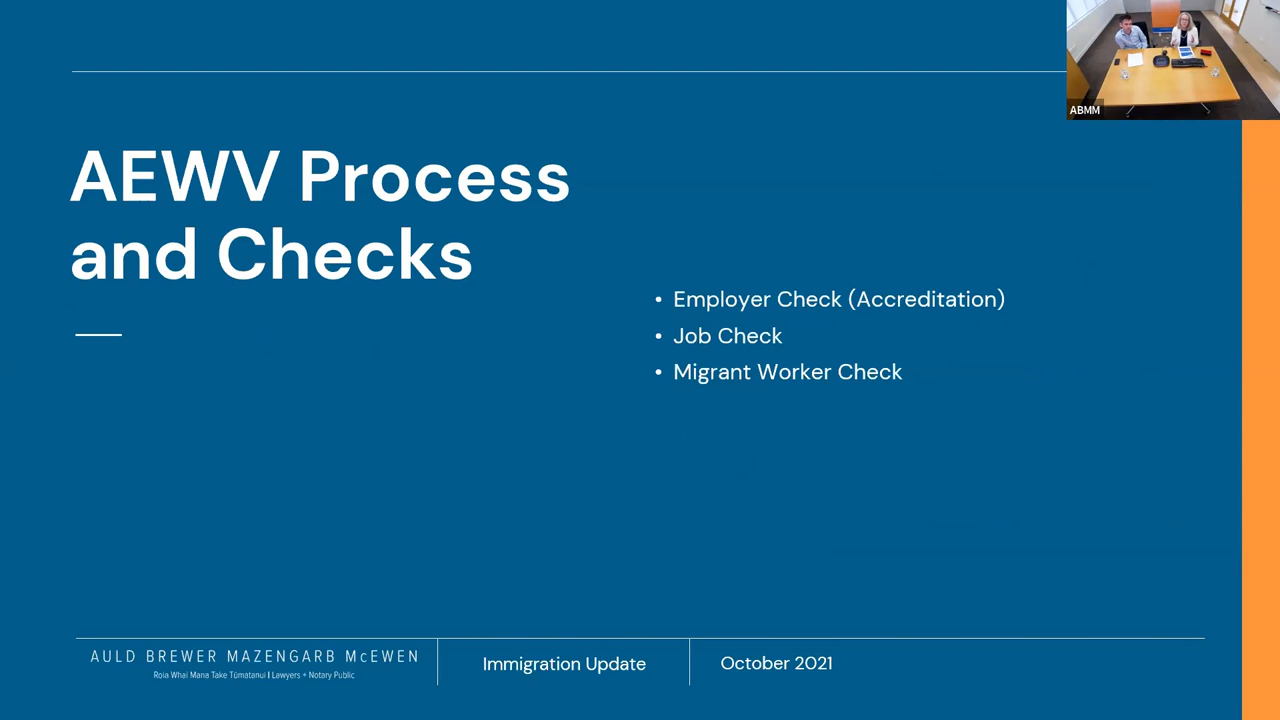 ABMM
AEWV Process
and Checks
• Employer Check (Accreditation)
• Job Check
• Migrant Worker Check
AULD BREWER MAZENGARB McEWEN
Roia Whai Mana Take Tūmatanui | Lawyers + Notary Public
Immigration Update
October 2021